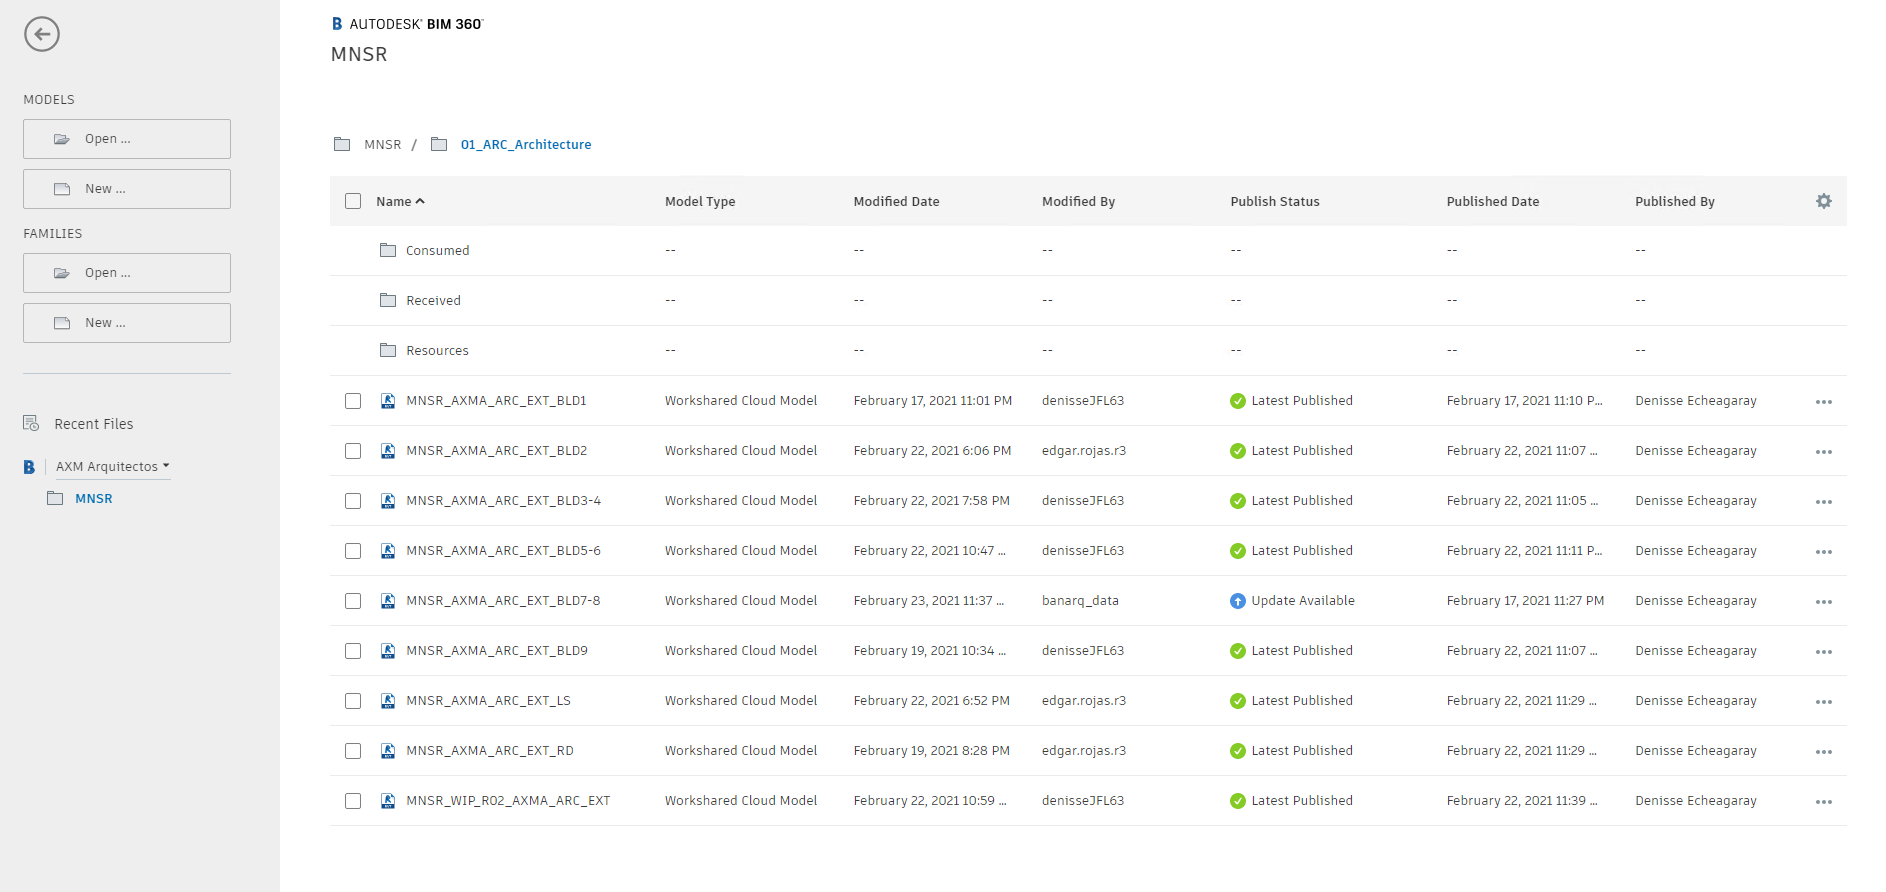 B AUTODESK BIM 360
MNSR
MODELS
Open ...
New ...
FAMILIES
Open ...
New ...
Recent Files
B AXM Arquitectos
MNSR
MNSR / 01_ARC_Architecture
Name Model Type Modified Date Modified By Publish Status Published Date Published By
Consumed -- -- -- -- -- --
Received -- -- -- -- -- --
Resources -- -- -- -- -- --
MNSR_AXMA_ARC_EXT_BLD1 Workshared Cloud Model February 17, 2021 11:01 PM denisseJFL63 Latest Published February 17, 2021 11:10 P... Denisse Echeagaray
MNSR_AXMA_ARC_EXT_BLD2 Workshared Cloud Model February 22, 2021 6:06 PM edgar.rojas.r3 Latest Published February 22, 2021 11:07 ... Denisse Echeagaray
MNSR_AXMA_ARC_EXT_BLD3-4 Workshared Cloud Model February 22, 2021 7:58 PM denisseJFL63 Latest Published February 22, 2021 11:05 ... Denisse Echeagaray
MNSR_AXMA_ARC_EXT_BLD5-6 Workshared Cloud Model February 22, 2021 10:47 ... denisseJFL63 Latest Published February 22, 2021 11:11 P... Denisse Echeagaray
MNSR_AXMA_ARC_EXT_BLD7-8 Workshared Cloud Model February 23, 2021 11:37 ... banarq_data Update Available February 17, 2021 11:27 PM Denisse Echeagaray
MNSR_AXMA_ARC_EXT_BLD9 Workshared Cloud Model February 19, 2021 10:34 ... denisseJFL63 Latest Published February 22, 2021 11:07 ... Denisse Echeagaray
MNSR_AXMA_ARC_EXT_LS Workshared Cloud Model February 22, 2021 6:52 PM edgar.rojas.r3 Latest Published February 22, 2021 11:29 ... Denisse Echeagaray
MNSR_AXMA_ARC_EXT_RD Workshared Cloud Model February 19, 2021 8:28 PM edgar.rojas.r3 Latest Published February 22, 2021 11:29 ... Denisse Echeagaray
MNSR_WIP_R02_AXMA_ARC_EXT Workshared Cloud Model February 22, 2021 10:59 ... denisseJFL63 Latest Published February 22, 2021 11:39 ... Denisse Echeagaray